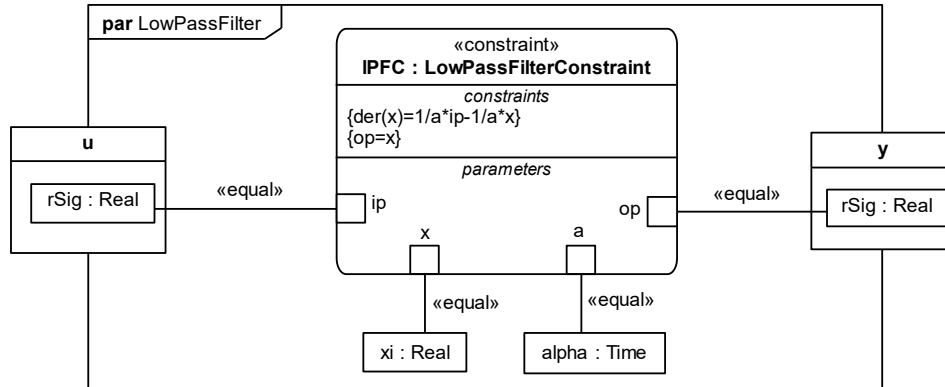 par LowPassFilter
«constraint»
IPFC : LowPassFilterConstraint
constraints
{der(x)=1/a*ip-1/a*x}
{op=x}
parameters
u
rSig : Real
«equal»
ip
op
«equal»
y
rSig : Real
x
a
«equal»
«equal»
xi : Real
alpha : Time